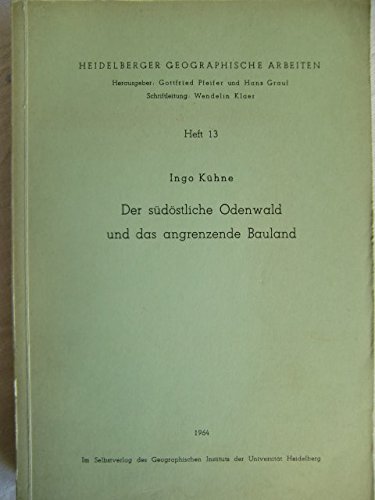 HEIDELBERGER GEOGRAPHISCHE ARBEITEN
Herausgeber: Gottfried Pfeifer und Hans Graul
Schriftleitung: Wendelin Klaer
Heft 13
Ingo Kühne
Der südöstliche Odenwald
und das angrenzende Bauland
1964
Im Selbstverlag des Geographischen Instituts der Universität Heidelberg